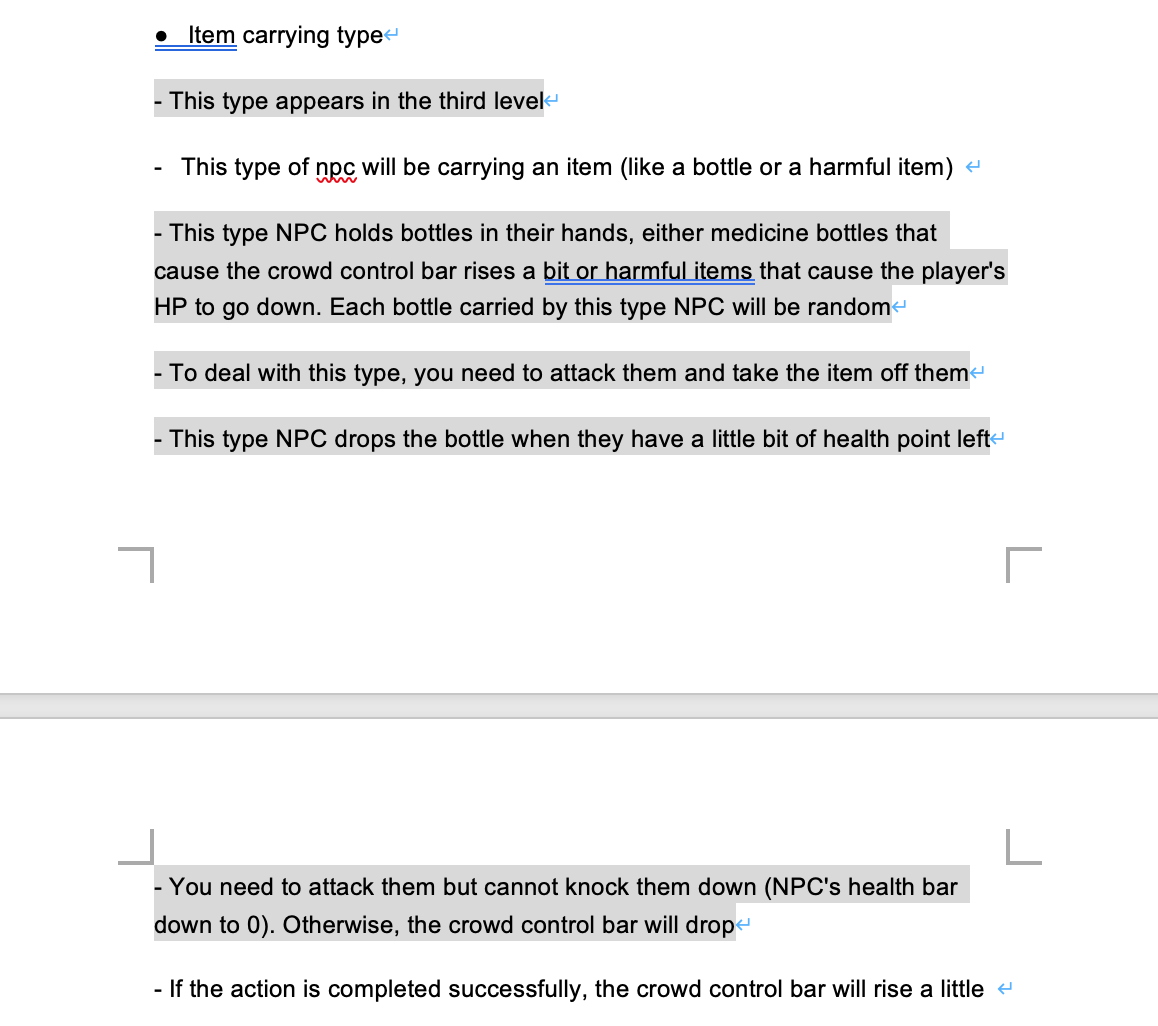 ● Item carrying type
- This type appears in the third level
- This type of npc will be carrying an item (like a bottle or a harmful item)
- This type NPC holds bottles in their hands, either medicine bottles that
cause the crowd control bar rises a bit or harmful items that cause the player's
HP to go down. Each bottle carried by this type NPC will be random
- To deal with this type, you need to attack them and take the item off them
- This type NPC drops the bottle when they have a little bit of health point left
- You need to attack them but cannot knock them down (NPC's health bar
down to 0). Otherwise, the crowd control bar will drop
- If the action is completed successfully, the crowd control bar will rise a little